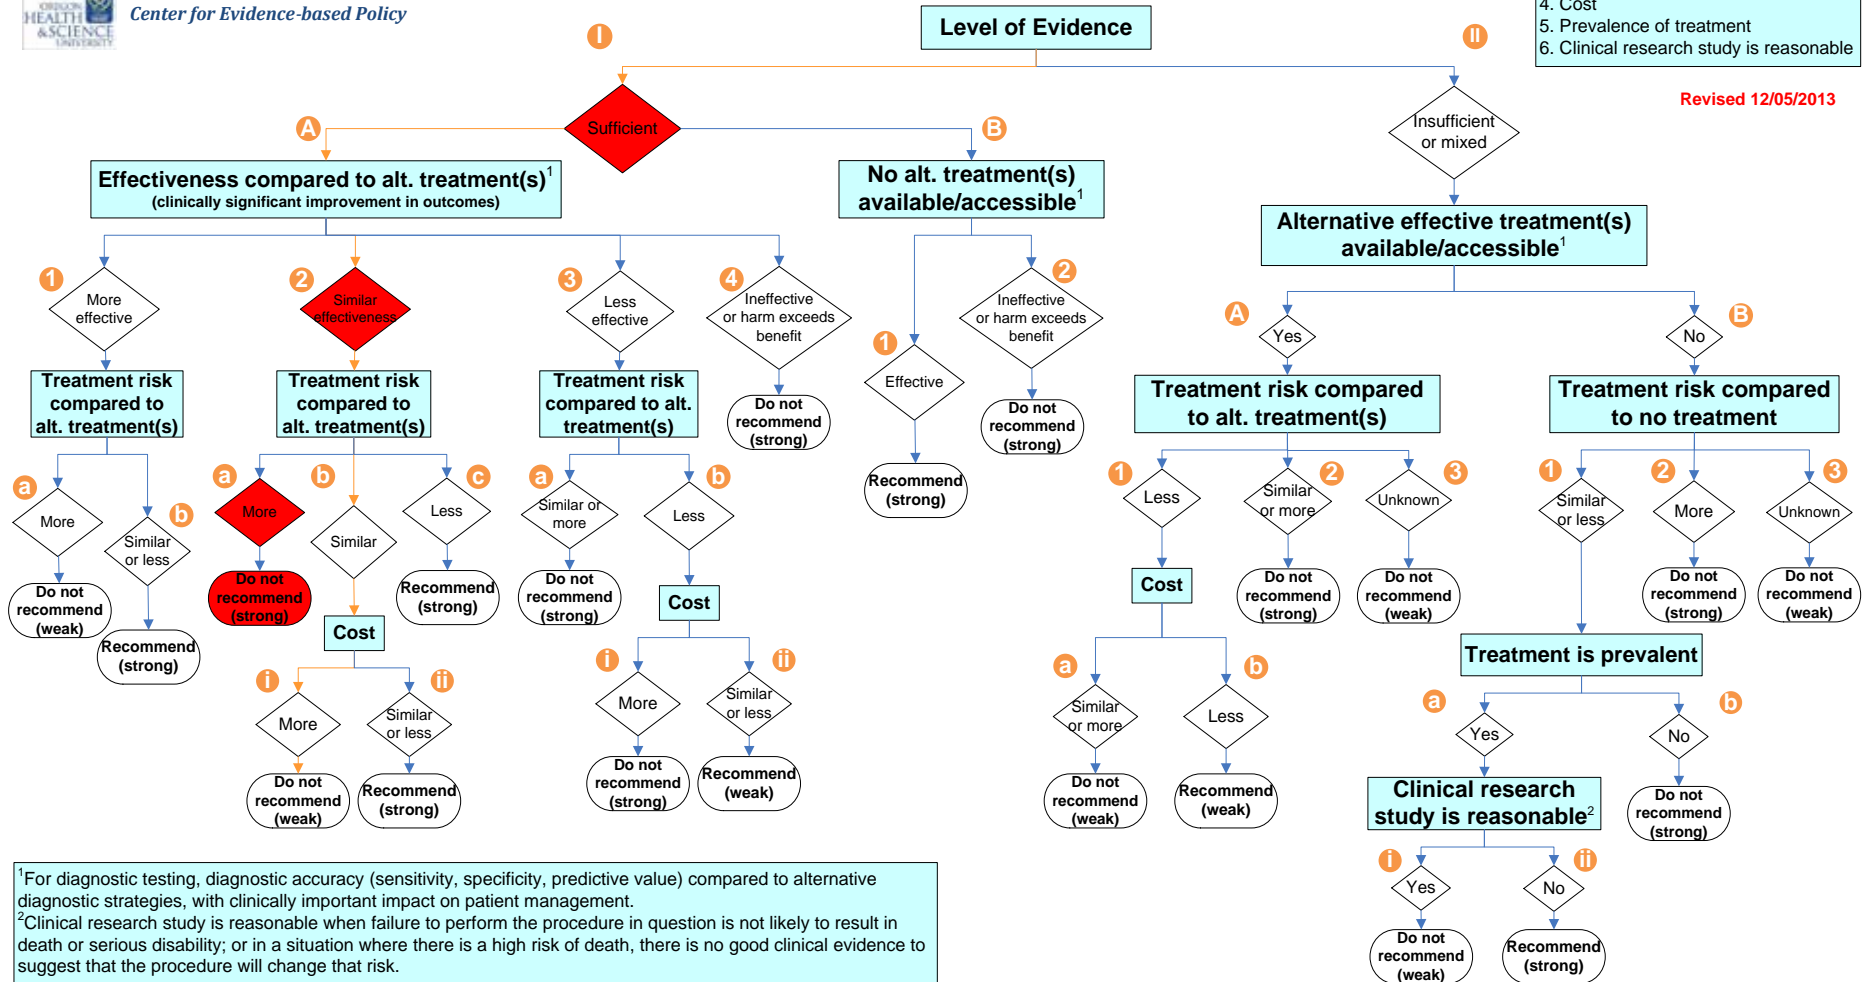 OREGON
HEALTH
&SCIENCE
UNIVERSITY
Center for Evidence-based Policy
4. Cost
5. Prevalence of treatment
6. Clinical research study is reasonable
Revised 12/05/2013
Level of Evidence
I
II
Sufficient
Insufficient
or mixed
A
B
Effectiveness compared to alt. treatment(s)1
(clinically significant improvement in outcomes)
No alt. treatment(s)
available/accessible1
Alternative effective treatment(s)
available/accessible1
1
More
effective
2
Similar
effectiveness
3
Less
effective
4
Ineffective
or harm exceeds
benefit
1
Effective
2
Ineffective
or harm exceeds
benefit
A
Yes
B
No
Treatment risk
compared to
alt. treatment(s)
Treatment risk
compared to
alt. treatment(s)
Treatment risk
compared to alt.
treatment(s)
Do not
recommend
(strong)
Recommend
(strong)
Do not
recommend
(strong)
Treatment risk compared
to alt. treatment(s)
Treatment risk compared
to no treatment
a
More
b
Similar
or less
a
More
b
Similar
c
Less
a
Similar or
more
b
Less
1
Less
2
Similar
or more
3
Unknown
1
Similar
or less
2
More
3
Unknown
Do not
recommend
(weak)
Recommend
(strong)
Do not
recommend
(strong)
Recommend
(strong)
Do not
recommend
(strong)
Cost
Cost
Cost
Do not
recommend
(strong)
Do not
recommend
(weak)
Do not
recommend
(strong)
Do not
recommend
(weak)
Treatment is prevalent
i
More
ii
Similar
or less
i
More
ii
Similar
or less
a
Similar
or more
b
Less
a
Yes
b
No
Do not
recommend
(weak)
Recommend
(strong)
Do not
recommend
(strong)
Recommend
(weak)
Do not
recommend
(weak)
Recommend
(weak)
Clinical research
study is reasonable2
Do not
recommend
(strong)
i
Yes
ii
No
Do not
recommend
(weak)
Recommend
(strong)
1For diagnostic testing, diagnostic accuracy (sensitivity, specificity, predictive value) compared to alternative
diagnostic strategies, with clinically important impact on patient management.
2Clinical research study is reasonable when failure to perform the procedure in question is not likely to result in
death or serious disability; or in a situation where there is a high risk of death, there is no good clinical evidence to
suggest that the procedure will change that risk.